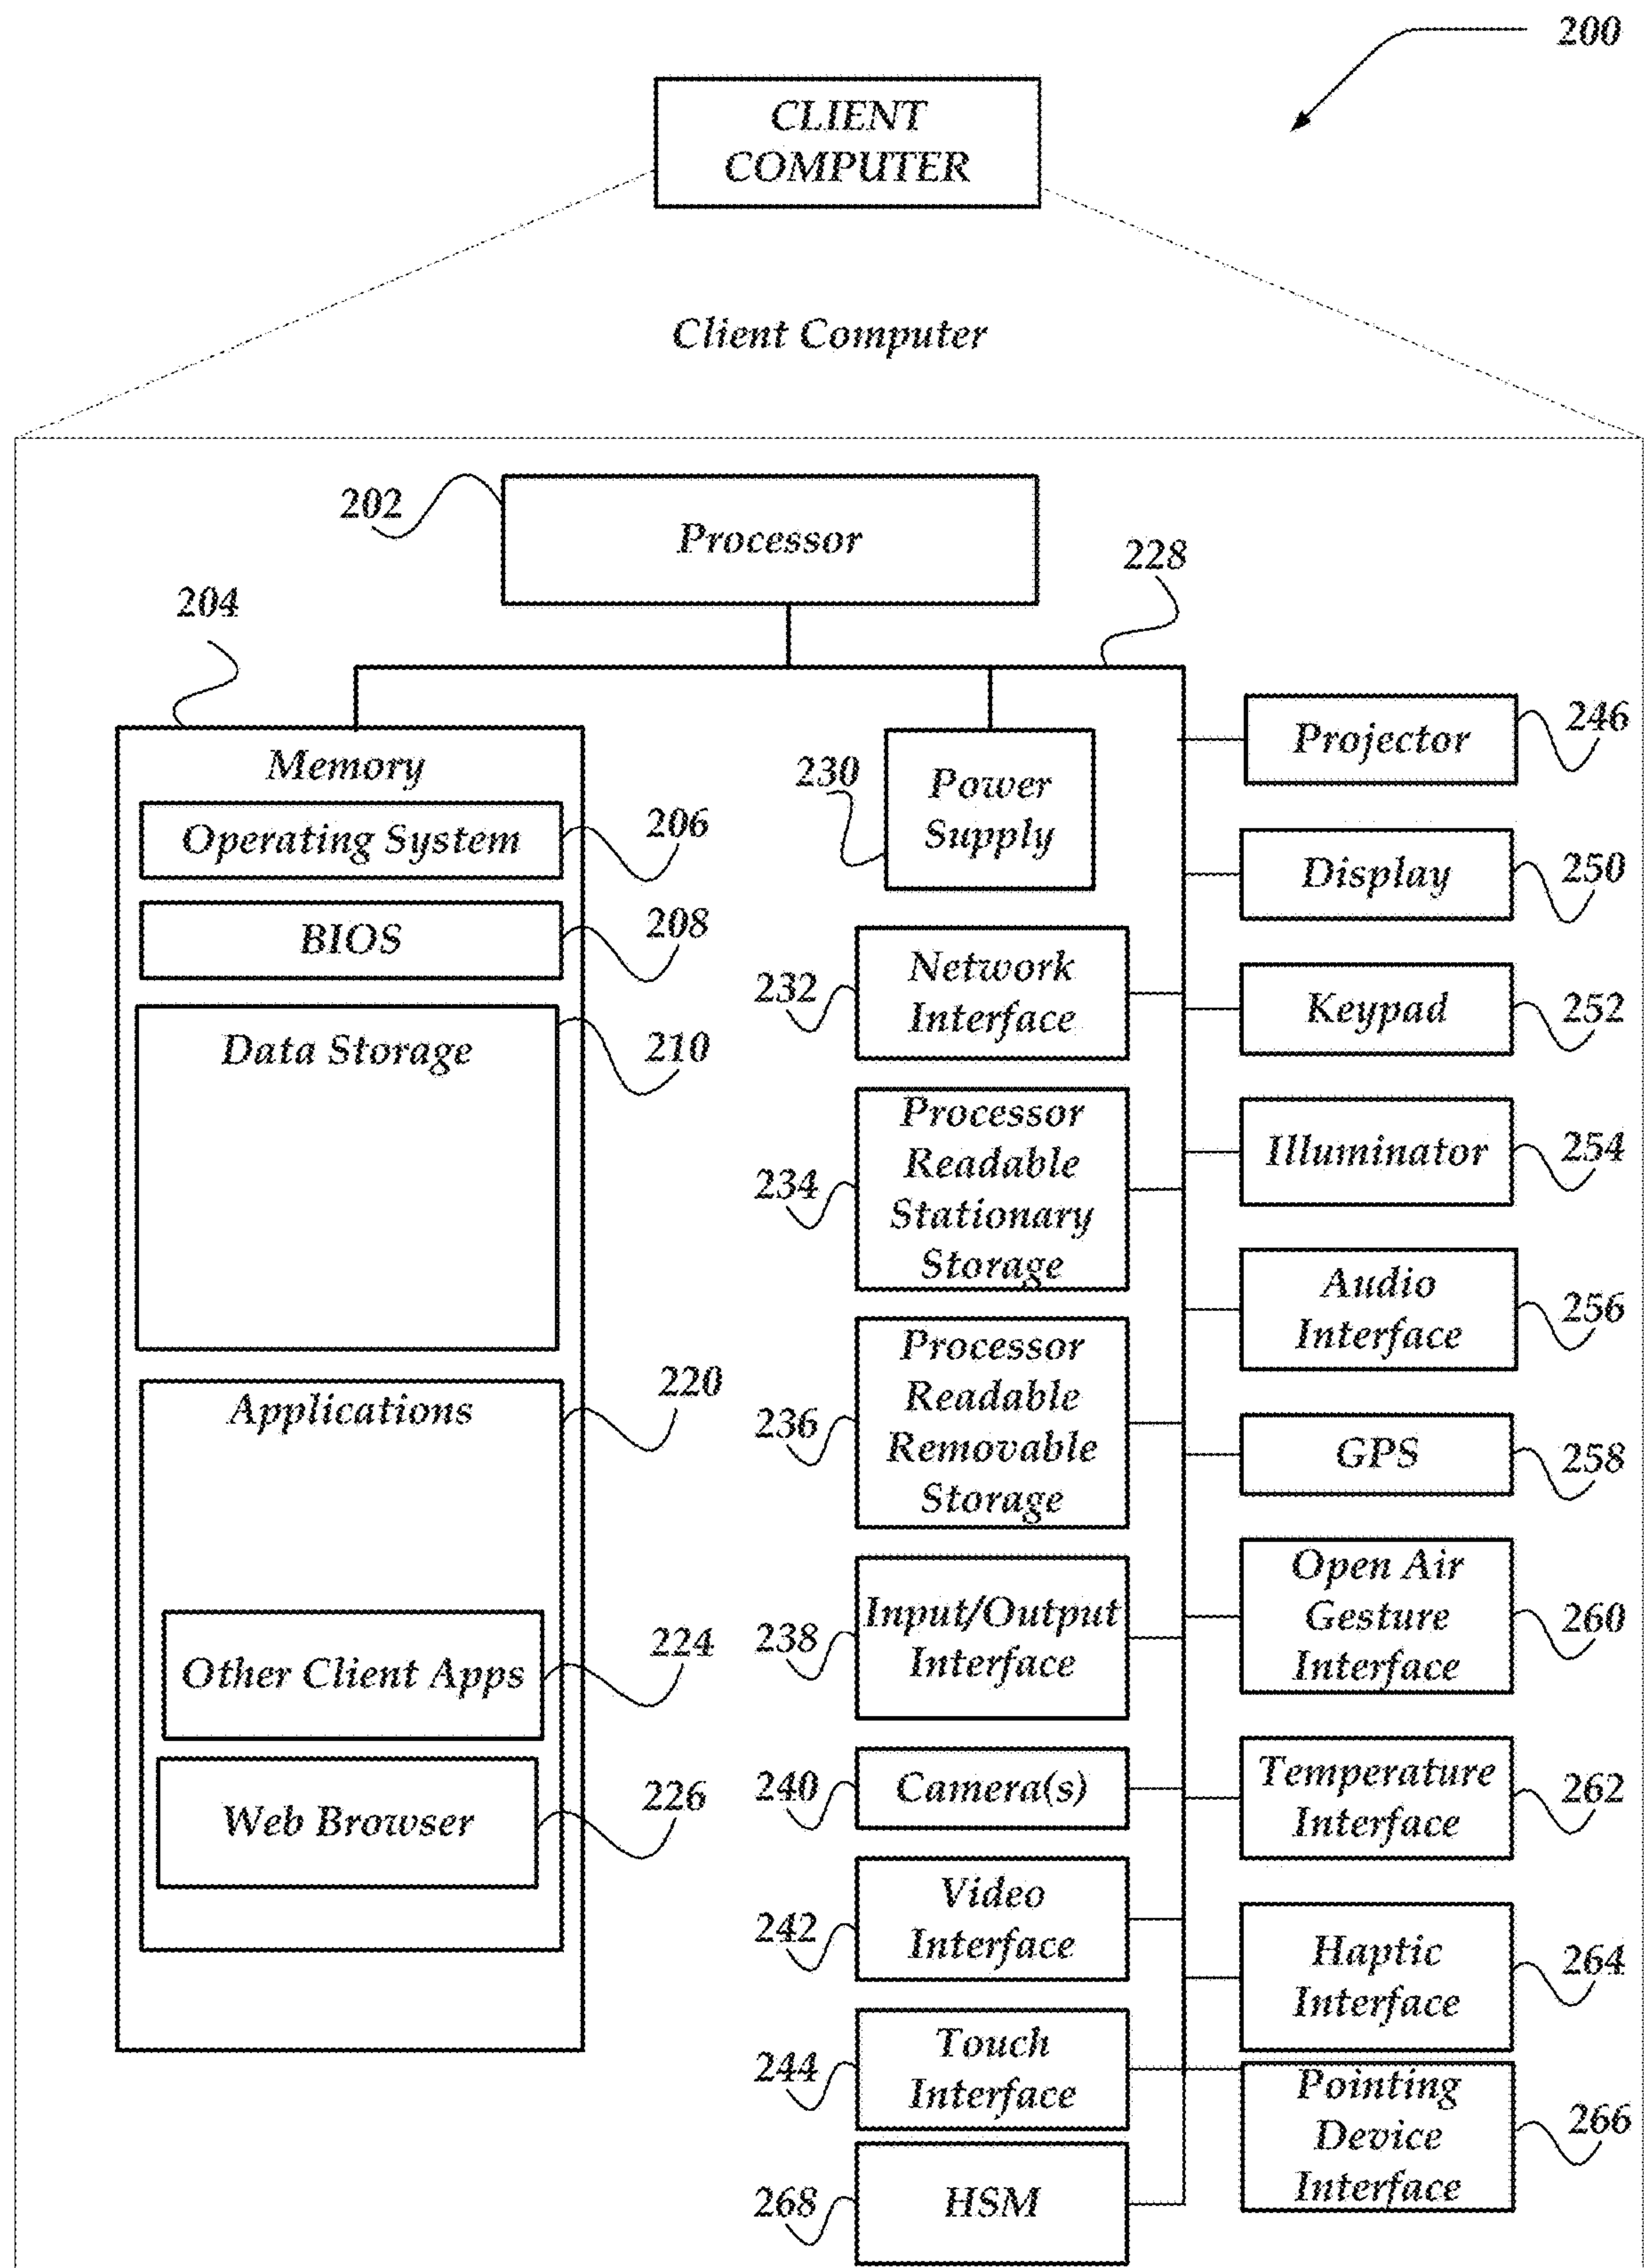 200
CLIENT
COMPUTER
Client Computer
202
Processor
228
204
Memory
Operating System
206
BIOS
208
Data Storage
210
Applications
220
Other Client Apps
224
Web Browser
226
230
Power
Supply
232
Network
Interface
234
Processor
Readable
Stationary
Storage
236
Processor
Readable
Removable
Storage
238
Input/Output
Interface
240
Camera(s)
242
Video
Interface
244
Touch
Interface
268
HSM
Projector
246
Display
250
Keypad
252
Illuminator
254
Audio
Interface
256
GPS
258
Open Air
Gesture
Interface
260
Temperature
Interface
262
Haptic
Interface
264
Pointing
Device
Interface
266